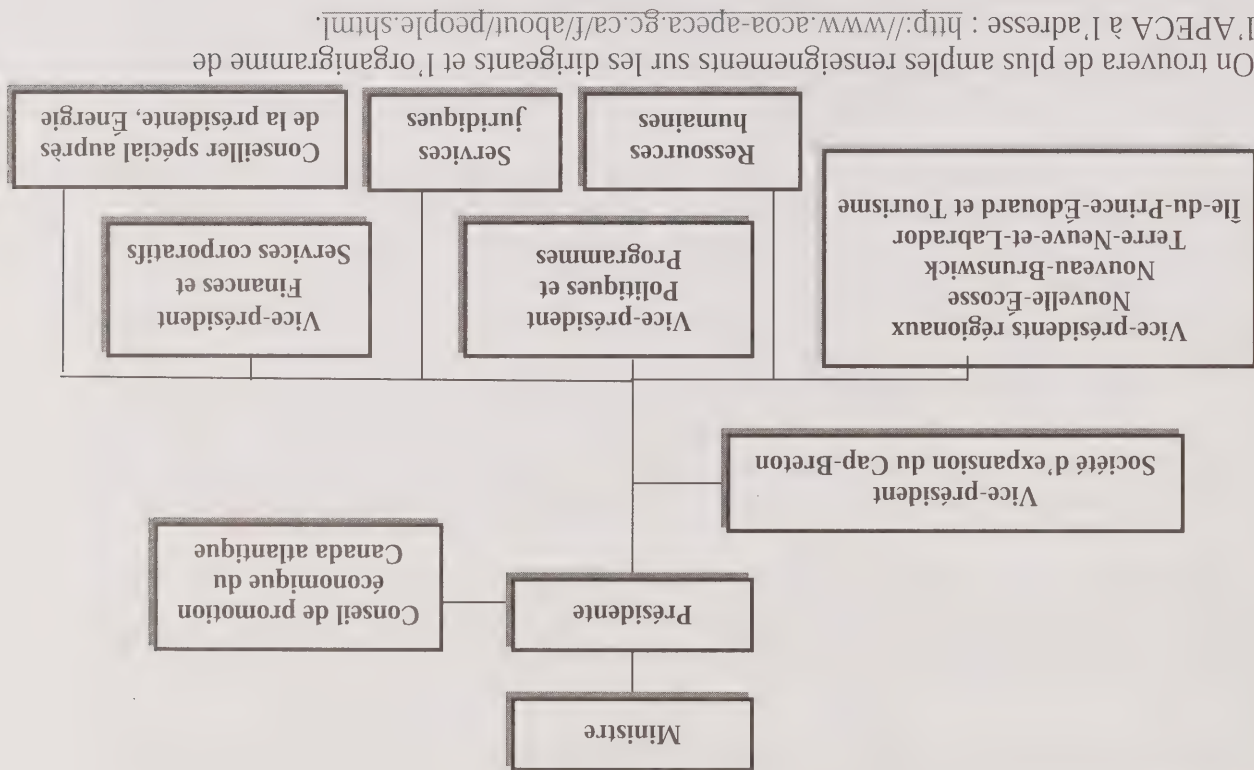 Ministre
Présidente
Conseil de promotion
économique du
Canada atlantique
Vice-président
Société d'expansion du Cap-Breton
Vice-présidents régionaux
Nouvelle-Écosse
Nouveau-Brunswick
Terre-Neuve-et-Labrador
Île-du-Prince-Édouard et Tourisme
Vice-président
Politiques et
Programmes
Vice-président
Finances et
Services corporatifs
Ressources
humaines
Services
juridiques
Conseiller spécial auprès
de la présidente, Énergie
On trouvera de plus amples renseignements sur les dirigeants et l'organigramme de
l'APECA à l'adresse : http://www.acoa-apeca.gc.ca/f/about/people.shtml.